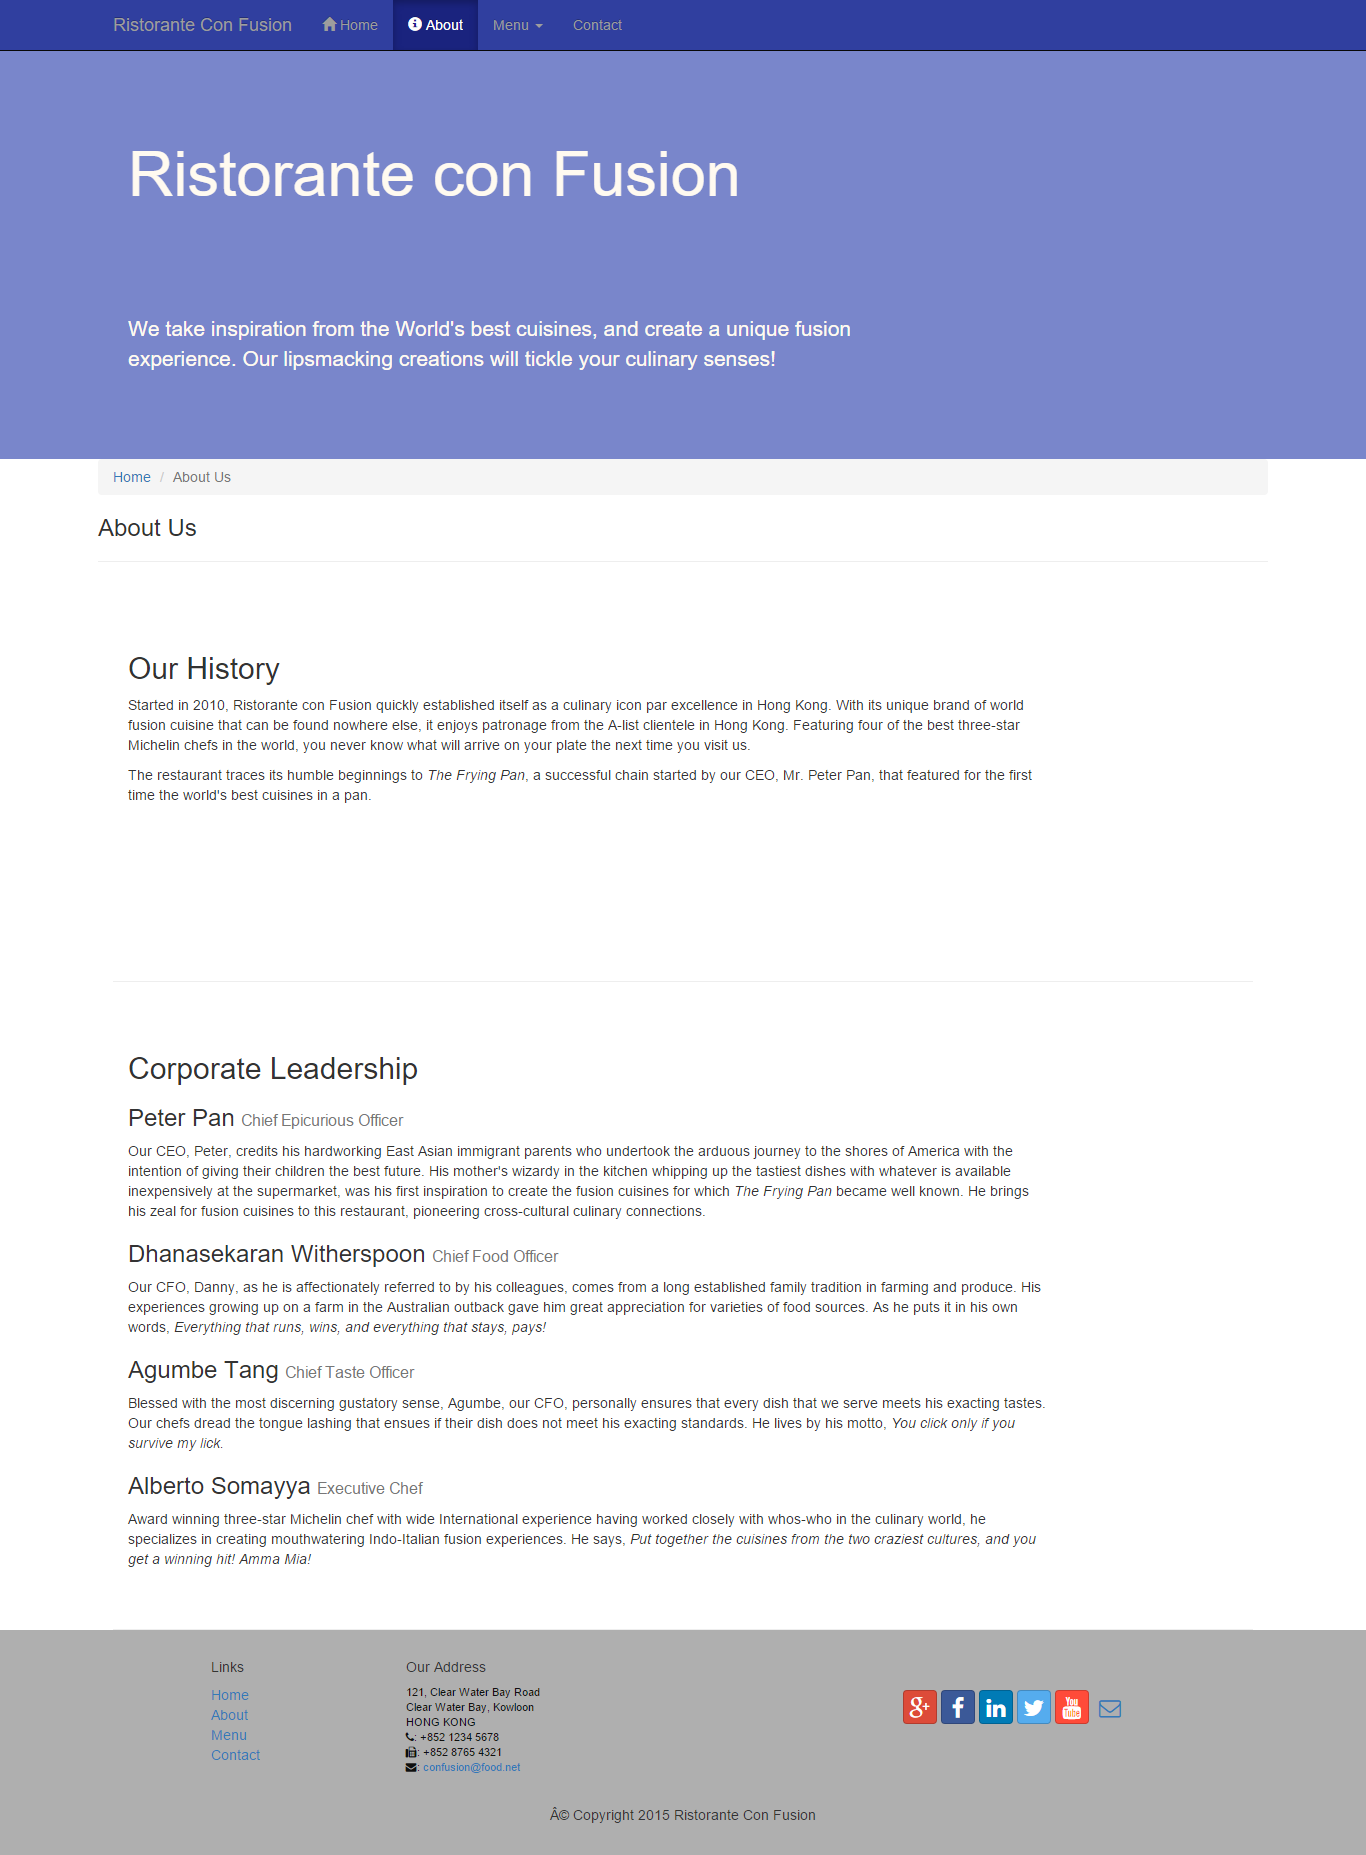 Ristorante Con Fusion Home About Menu Contact
Ristorante con Fusion
We take inspiration from the World's best cuisines, and create a unique fusion
experience. Our lipsmacking creations will tickle your culinary senses!
Home / About Us
About Us
Our History
Started in 2010, Ristorante con Fusion quickly established itself as a culinary icon par excellence in Hong Kong. With its unique brand of world
fusion cuisine that can be found nowhere else, it enjoys patronage from the A-list clientele in Hong Kong. Featuring four of the best three-star
Michelin chefs in the world, you never know what will arrive on your plate the next time you visit us.
The restaurant traces its humble beginnings to The Frying Pan, a successful chain started by our CEO, Mr. Peter Pan, that featured for the first
time the world's best cuisines in a pan.
Corporate Leadership
Peter Pan Chief Epicurious Officer
Our CEO, Peter, credits his hardworking East Asian immigrant parents who undertook the arduous journey to the shores of America with the
intention of giving their children the best future. His mother's wizardy in the kitchen whipping up the tastiest dishes with whatever is available
inexpensively at the supermarket, was his first inspiration to create the fusion cuisines for which The Frying Pan became well known. He brings
his zeal for fusion cuisines to this restaurant, pioneering cross-cultural culinary connections.
Dhanasekaran Witherspoon Chief Food Officer
Our CFO, Danny, as he is affectionately referred to by his colleagues, comes from a long established family tradition in farming and produce. His
experiences growing up on a farm in the Australian outback gave him great appreciation for varieties of food sources. As he puts it in his own
words, Everything that runs, wins, and everything that stays, pays!
Agumbe Tang Chief Taste Officer
Blessed with the most discerning gustatory sense, Agumbe, our CFO, personally ensures that every dish that we serve meets his exacting tastes.
Our chefs dread the tongue lashing that ensues if their dish does not meet his exacting standards. He lives by his motto, You click only if you
survive my lick.
Alberto Somayya Executive Chef
Award winning three-star Michelin chef with wide International experience having worked closely with whos-who in the culinary world, he
specializes in creating mouthwatering Indo-Italian fusion experiences. He says, Put together the cuisines from the two craziest cultures, and you
get a winning hit! Amma Mia!
Links
Home
About
Menu
Contact
Our Address
121, Clear Water Bay Road
Clear Water Bay, Kowloon
HONG KONG
: +852 1234 5678
: +852 8765 4321
: confusion@food.net
g+ f in You Tube
Â© Copyright 2015 Ristorante Con Fusion